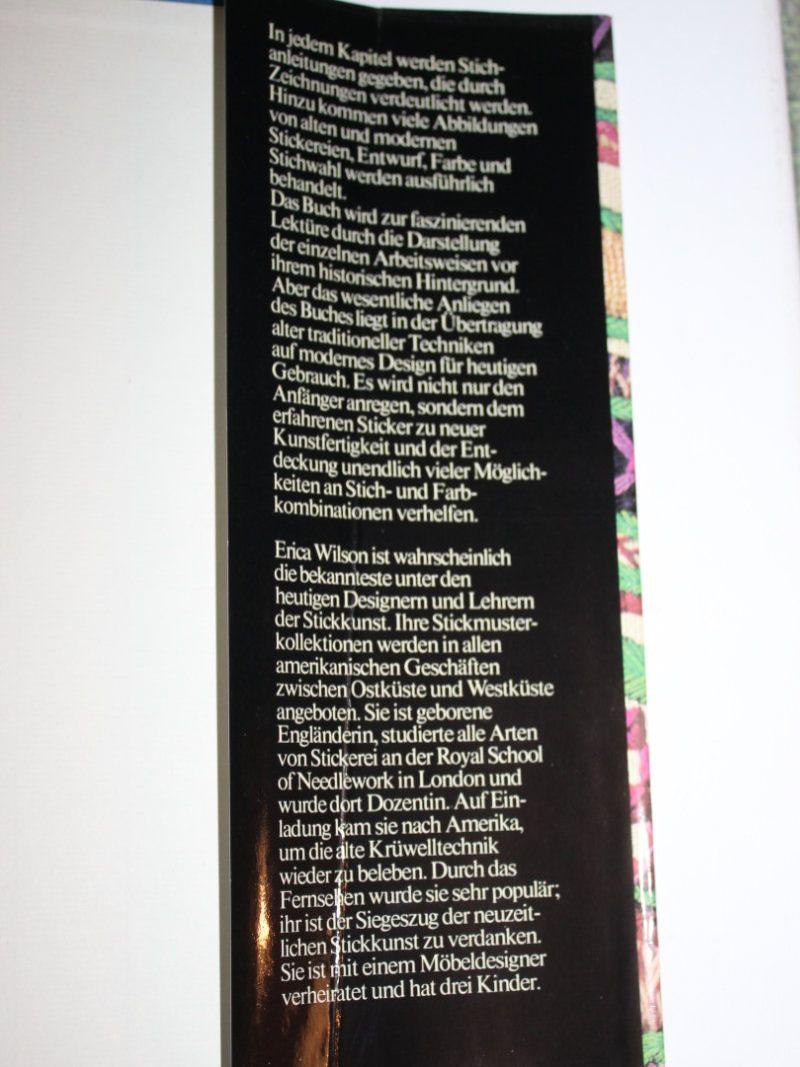 In jedem Kapitel werden Stich-
anleitungen gegeben, die durch
Zeichnungen verdeutlicht werden.
Hinzu kommen viele Abbildungen
von alten und modernen
Stickereien, Entwurf, Farbe und
Stichwahl werden ausführlich
behandelt.
Das Buch wird zur faszinierenden
Lektüre durch die Darstellung
der einzelnen Arbeitsweisen vor
ihrem historischen Hintergrund.
Aber das wesentliche Anliegen
des Buches liegt in der Übertragung
alter traditioneller Techniken
auf modernes Design für heutigen
Gebrauch. Es wird nicht nur den
Anfänger anregen, sondern dem
erfahrenen Sticker zu neuer
Kunstfertigkeit und der Ent-
deckung unendlich vieler Möglich-
keiten an Stich- und Farb-
kombinationen verhelfen.
Erica Wilson ist wahrscheinlich
die bekannteste unter den
heutigen Designern und Lehrern
der Stickkunst. Ihre Stickmuster-
kollektionen werden in allen
amerikanischen Geschäften
zwischen Ostküste und Westküste
angeboten. Sie ist geborene
Engländerin, studierte alle Arten
von Stickerei an der Royal School
of Needlework in London und
wurde dort Dozentin. Auf Ein-
ladung kam sie nach Amerika,
um die alte Krüwelltechnik
wieder zu beleben. Durch das
Fernsehen wurde sie sehr populär;
ihr ist der Siegeszug der neuzeit-
lichen Stickkunst zu verdanken.
Sie ist mit einem Möbeldesigner
verheiratet und hat drei Kinder.